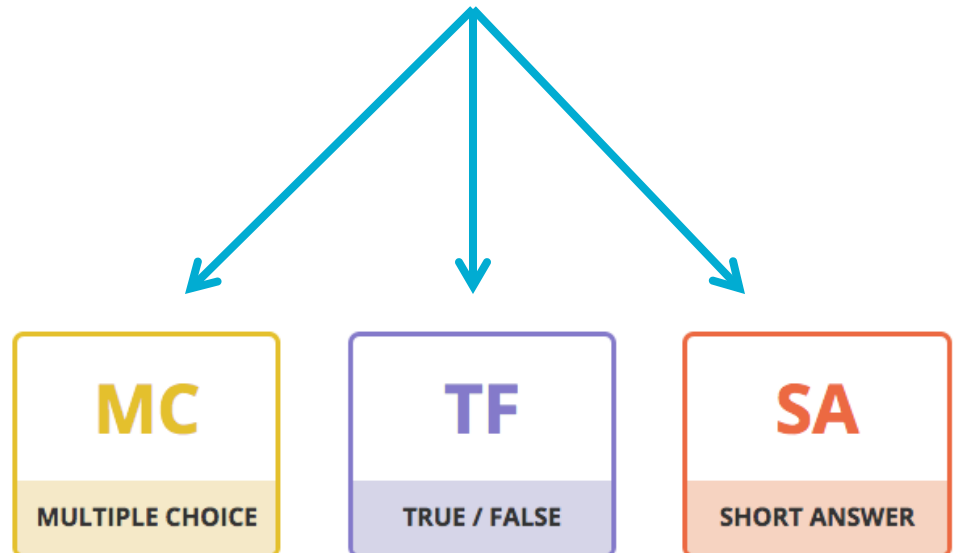 MC
TF
SA
MULTIPLE CHOICE
TRUE / FALSE
SHORT ANSWER